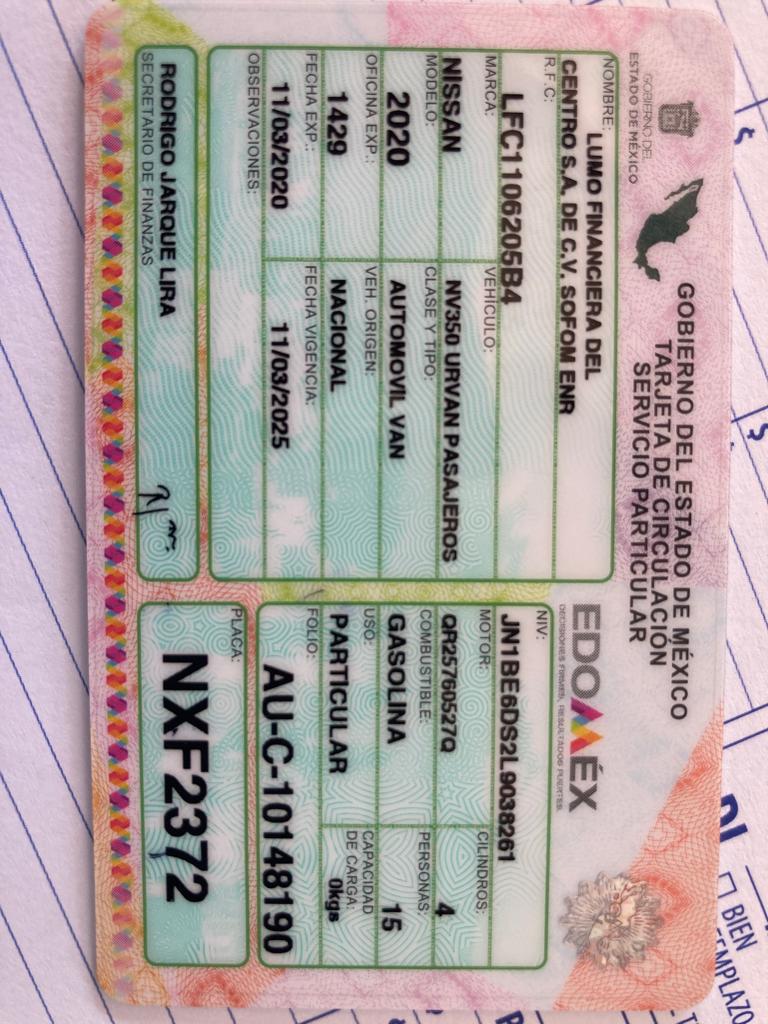 GOBIERNO DEL
ESTADO DE MÉXICO
GOBIERNO DEL ESTADO DE MÉXICO
TARJETA DE CIRCULACIÓN
SERVICIO PARTICULAR
EDOMÉX
DECISIONES FIRMES, RESULTADOS FUERTES
NOMBRE:
LUMO FINANCIERA DEL
CENTRO S.A. DE C.V. SOFOM ENR
R.F.C:
LFC1106205B4
MARCA:
NISSAN
VEHÍCULO:
NV350 URVAN PASAJEROS
MODELO:
2020
CLASE Y TIPO:
AUTOMOVIL VAN
OFICINA EXP.:
1429
VEH. ORIGEN:
NACIONAL
FECHA EXP.:
11/03/2020
FECHA VIGENCIA:
11/03/2025
OBSERVACIONES:
RODRIGO JARQUE LIRA
SECRETARIO DE FINANZAS
NIV:
JN1BE6DS2L9038261
MOTOR:
QR25760527Q
CILINDROS:
4
COMBUSTIBLE:
GASOLINA
PERSONAS:
15
USO:
PARTICULAR
CAPACIDAD
DE CARGA:
0kgs
FOLIO:
AU-C-10148190
PLACA:
NXF2372
$
$
BIEN